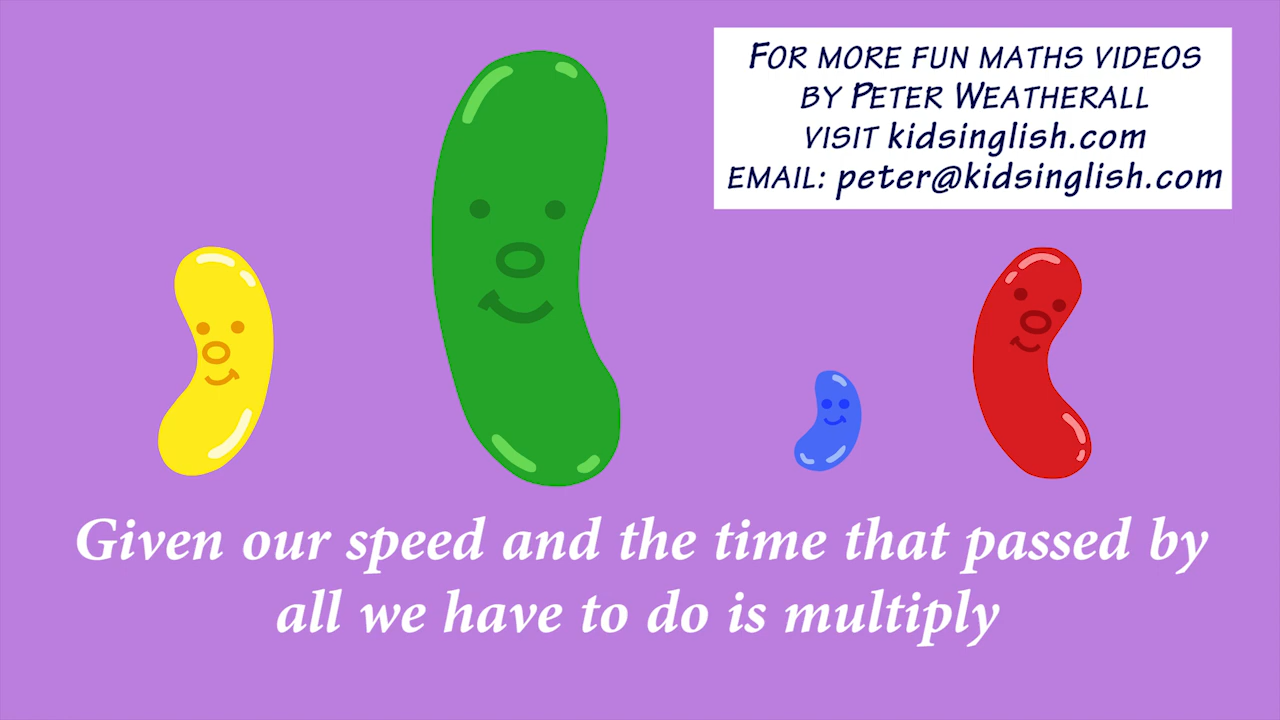 FOR MORE FUN MATHS VIDEOS
BY PETER WEATHERALL
VISIT kidsinglish.com
EMAIL: peter@kidsinglish.com
Given our speed and the time that passed by
all we have to do is multiply